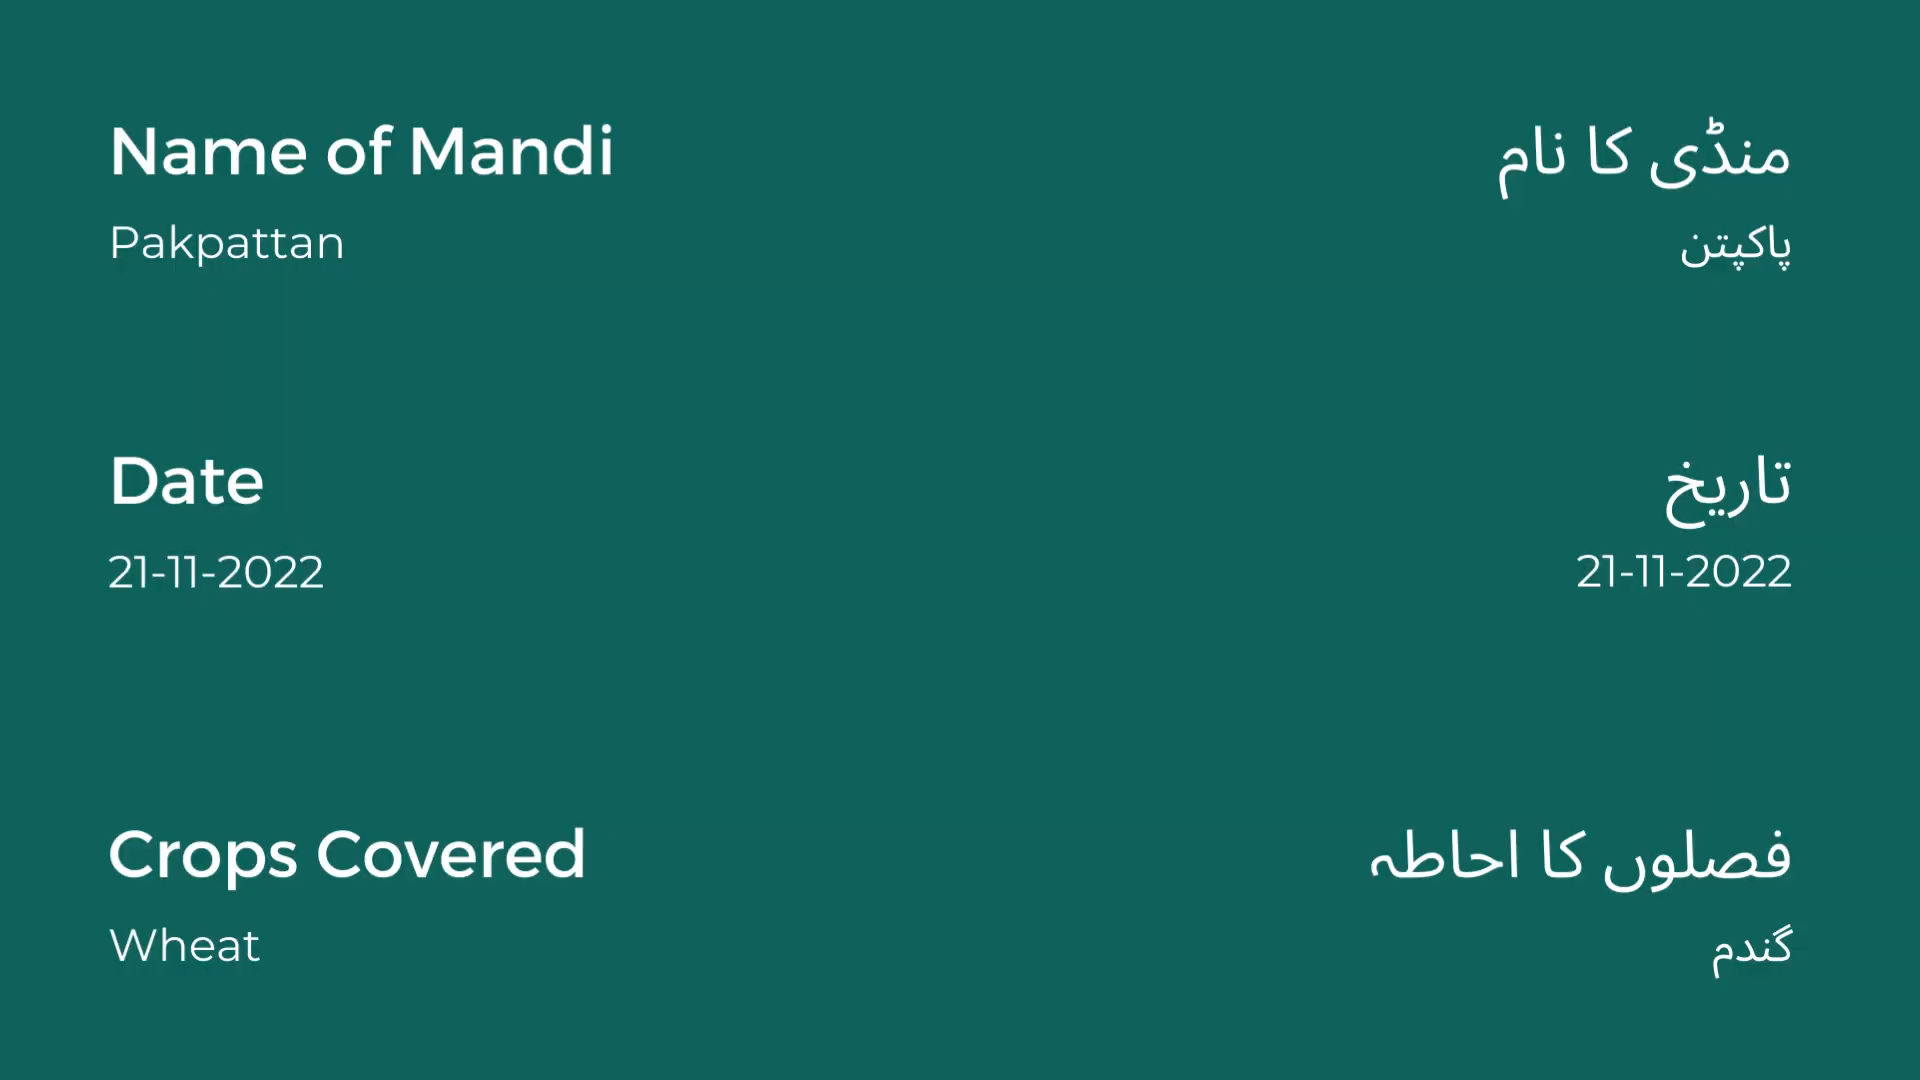 Name of Mandi
منڈی کا نام
Pakpattan
پاکپتن
Date
تاریخ
21-11-2022
21-11-2022
Crops Covered
فصلوں کا احاطہ
Wheat
گندم